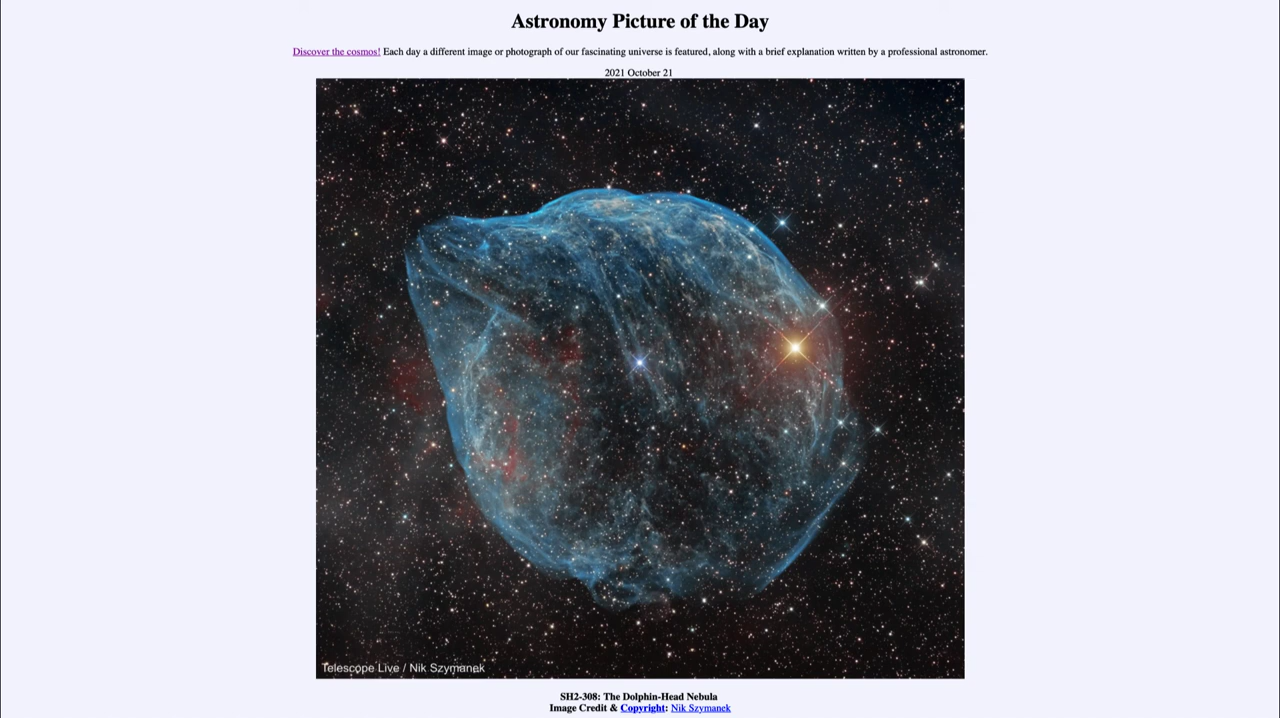 Astronomy Picture of the Day
Discover the cosmos! Each day a different image or photograph of our fascinating universe is featured, along with a brief explanation written by a professional astronomer.
2021 October 21
Telescope Live / Nik Szymanek
SH2-308: The Dolphin-Head Nebula
Image Credit & Copyright: Nik Szymanek